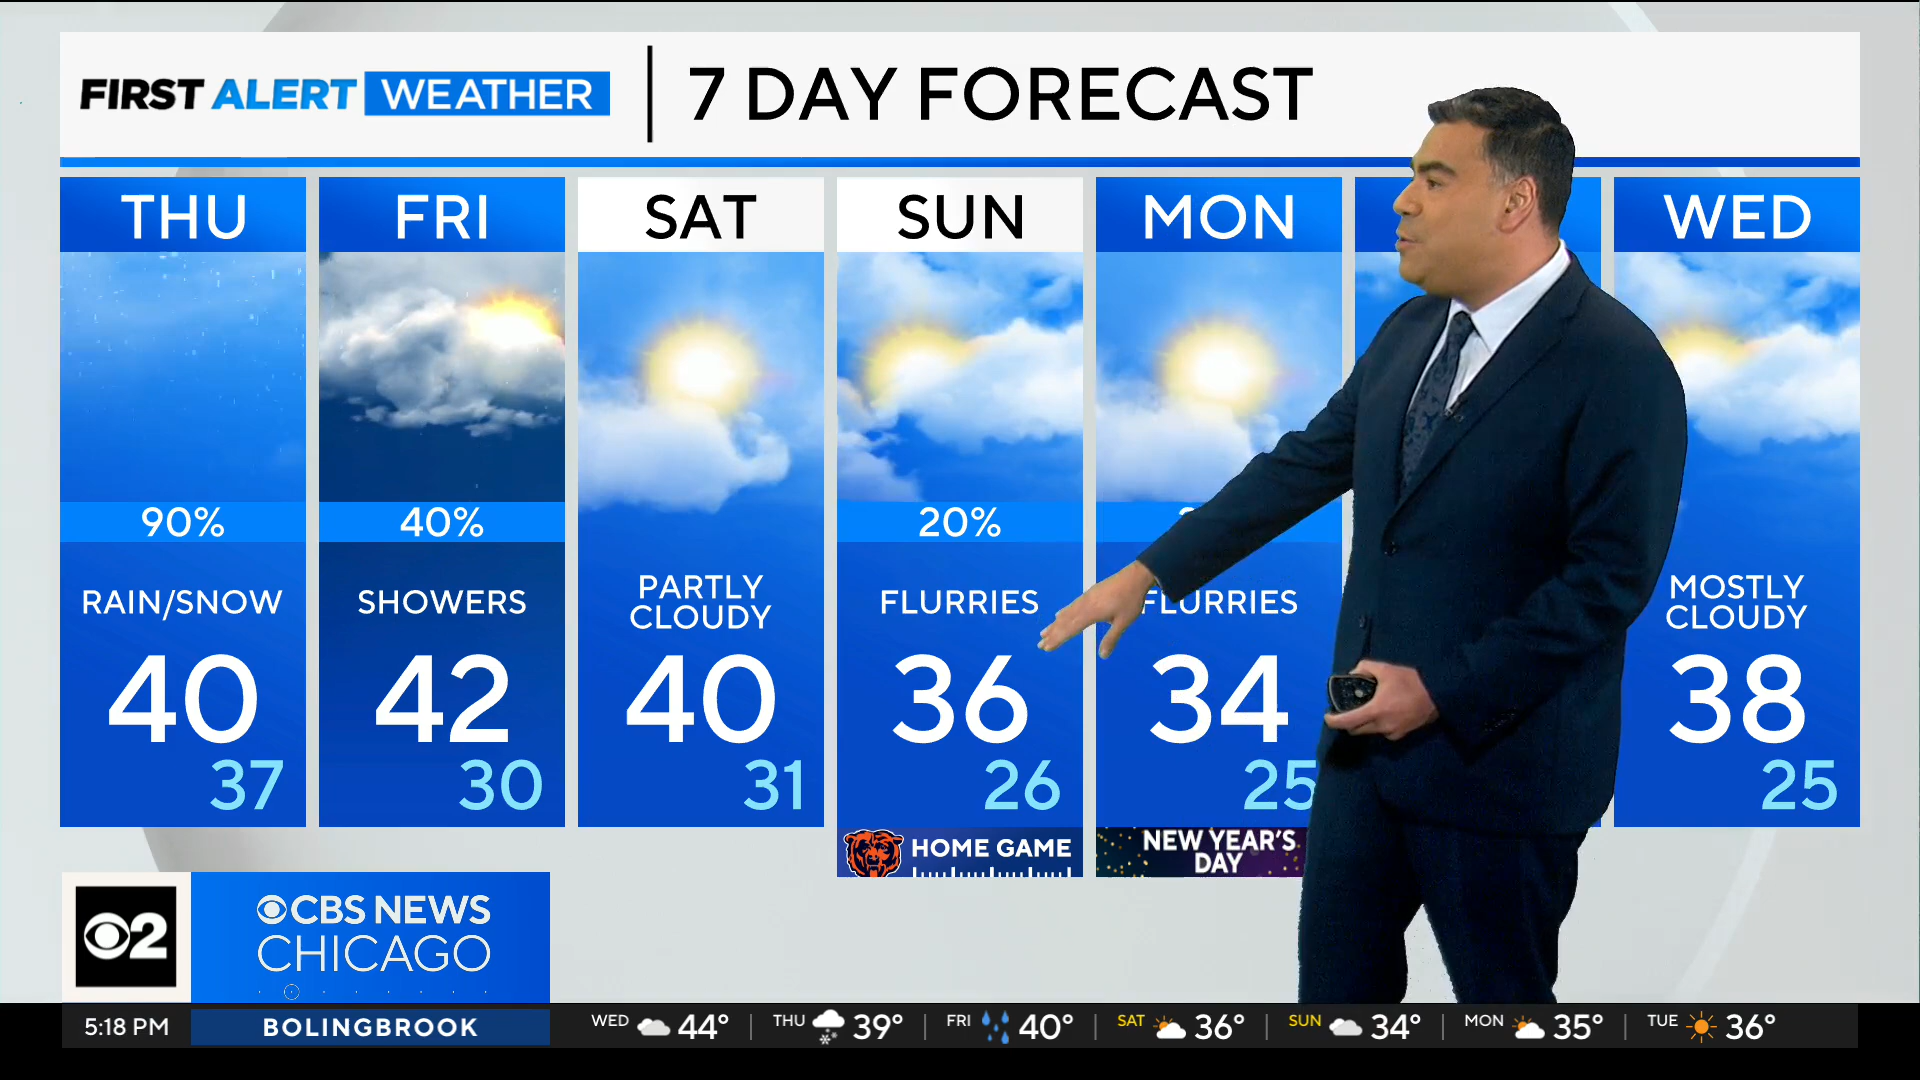 FIRST ALERT WEATHER
7 DAY FORECAST
THU
90%
RAIN/SNOW
40
37
FRI
40%
SHOWERS
42
30
SAT
PARTLY
CLOUDY
40
31
SUN
20%
FLURRIES
36
26
HOME GAME
MON
FLURRIES
34
25
NEW YEAR'S
DAY
WED
MOSTLY
CLOUDY
38
25
2
CBS NEWS
CHICAGO
5:18 PM
BOLINGBROOK
WED 44°
THU 39°
FRI 40°
SAT 36°
SUN 34°
MON 35°
TUE 36°